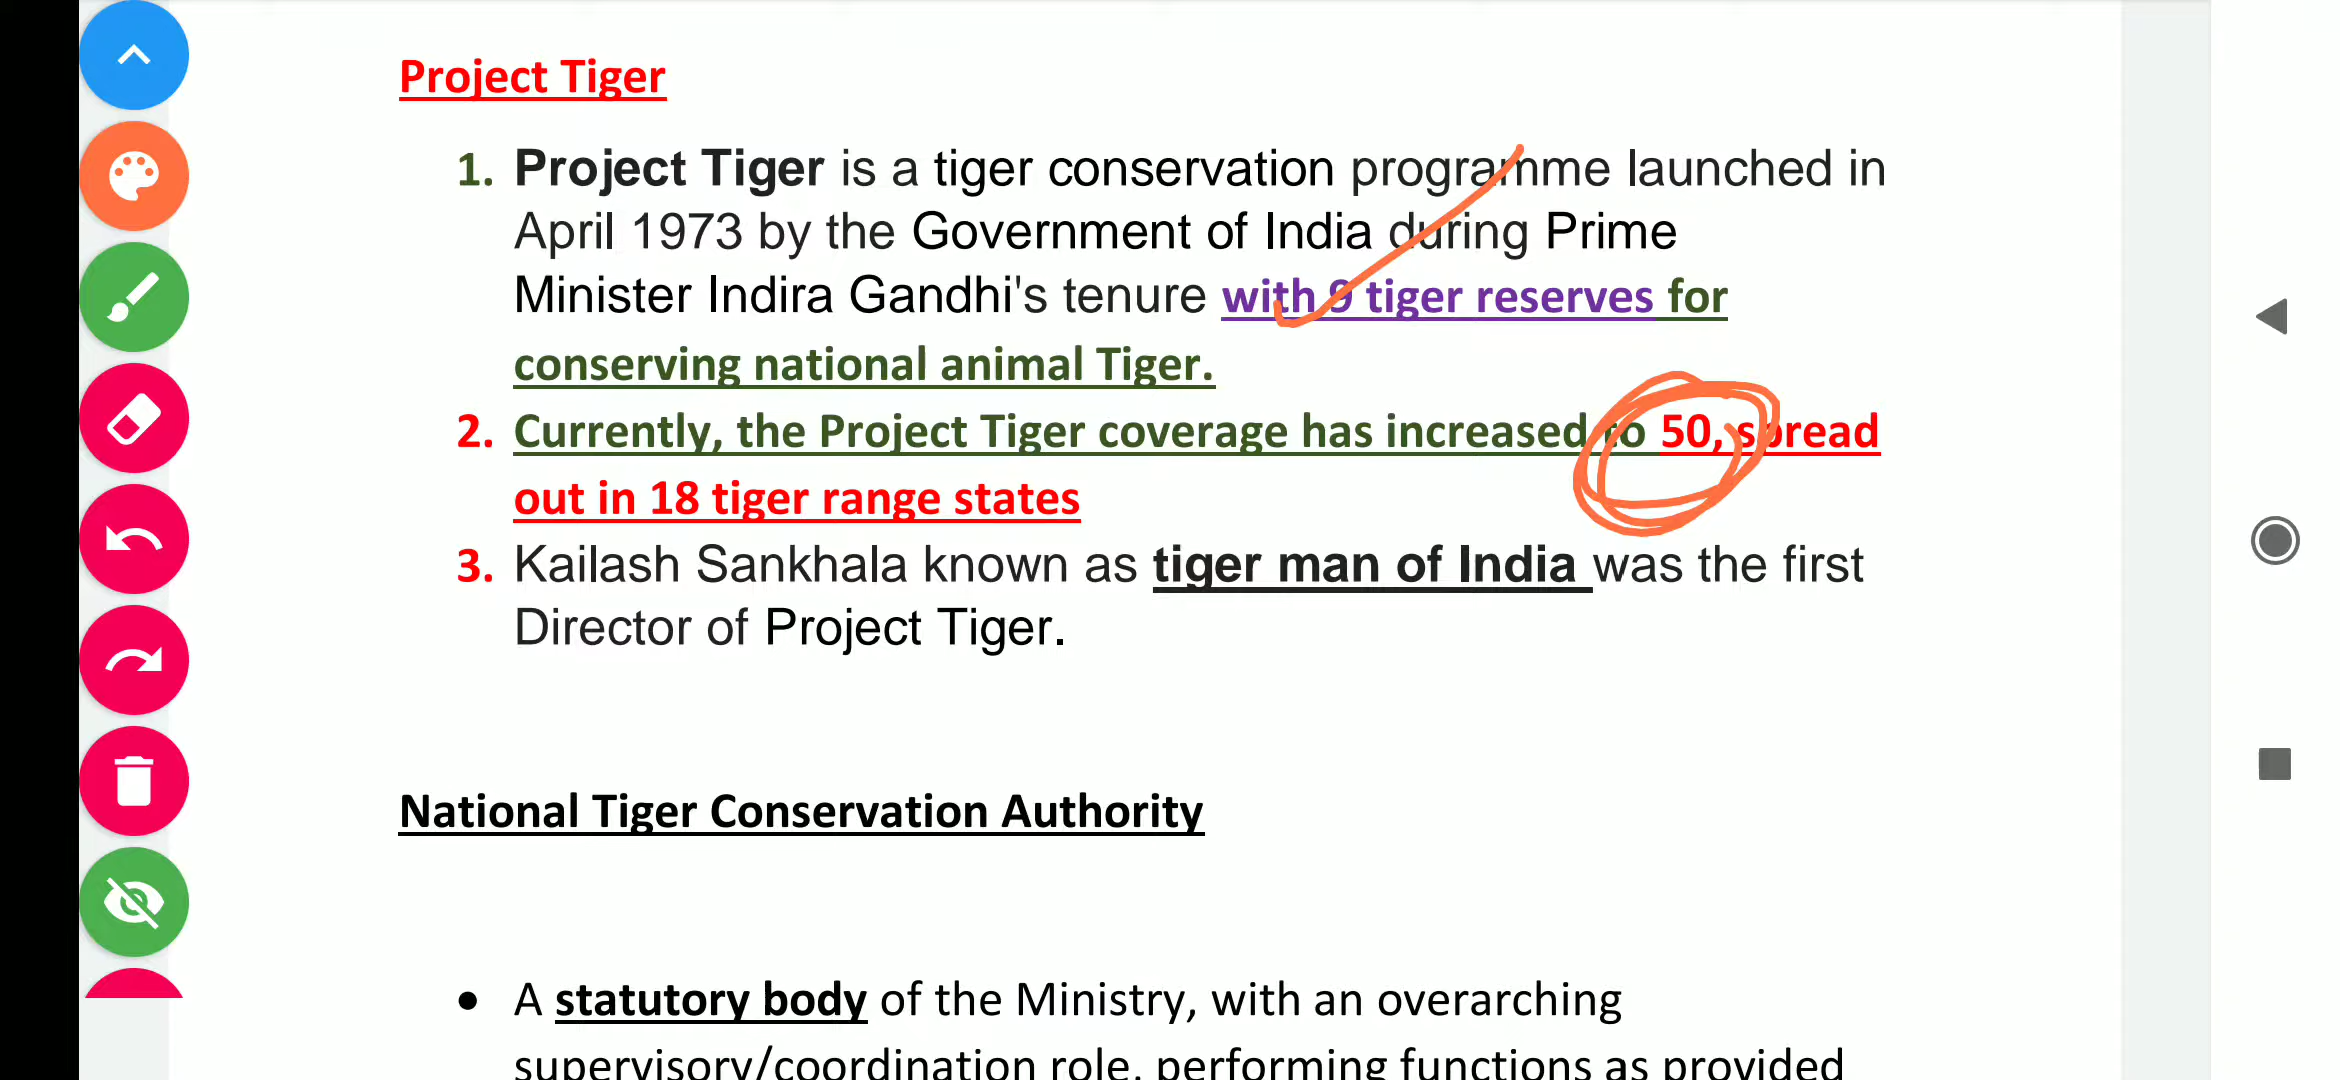 Project Tiger
1. Project Tiger is a tiger conservation programme launched in
April 1973 by the Government of India during Prime
Minister Indira Gandhi's tenure with 9 tiger reserves for
conserving national animal Tiger.
2. Currently, the Project Tiger coverage has increased to 50, spread
out in 18 tiger range states
3. Kailash Sankhala known as tiger man of India was the first
Director of Project Tiger.
National Tiger Conservation Authority
• A statutory body of the Ministry, with an overarching
supervisory/coordination role, performing functions as provided